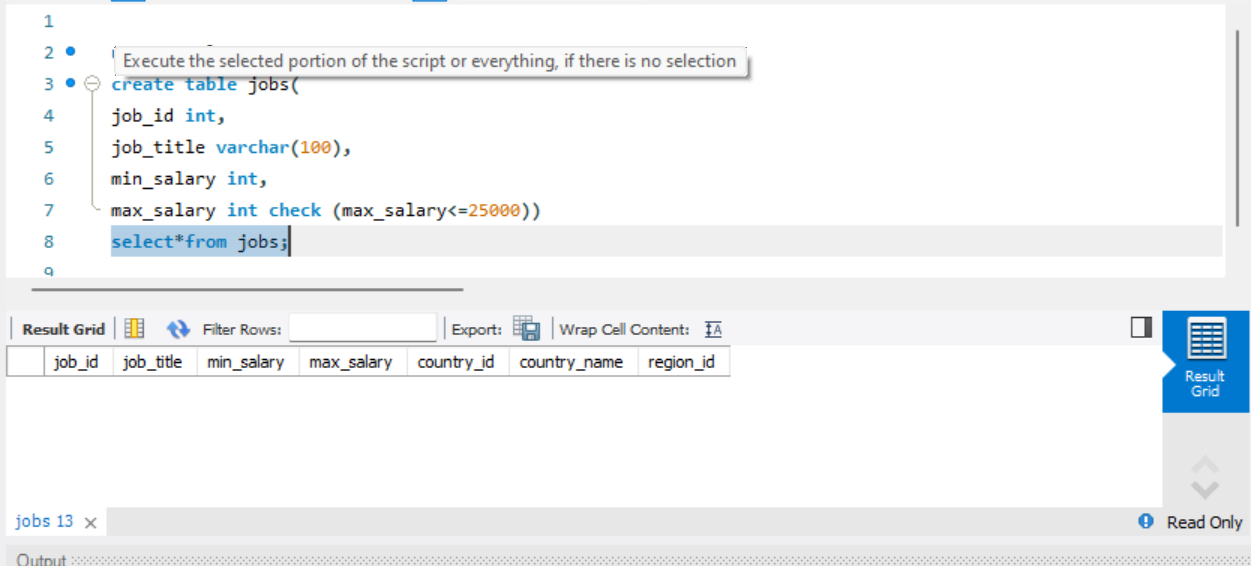 1
2
Execute the selected portion of the script or everything, if there is no selection
3 create table jobs(
4 job_id int,
5 job_title varchar(100),
6 min_salary int,
7 max_salary int check (max_salary<=25000))
8 select*from jobs;
9
Result Grid Filter Rows: Export: Wrap Cell Content:
job_id job_title min_salary max_salary country_id country_name region_id
Result
Grid
jobs 13
Read Only
Output